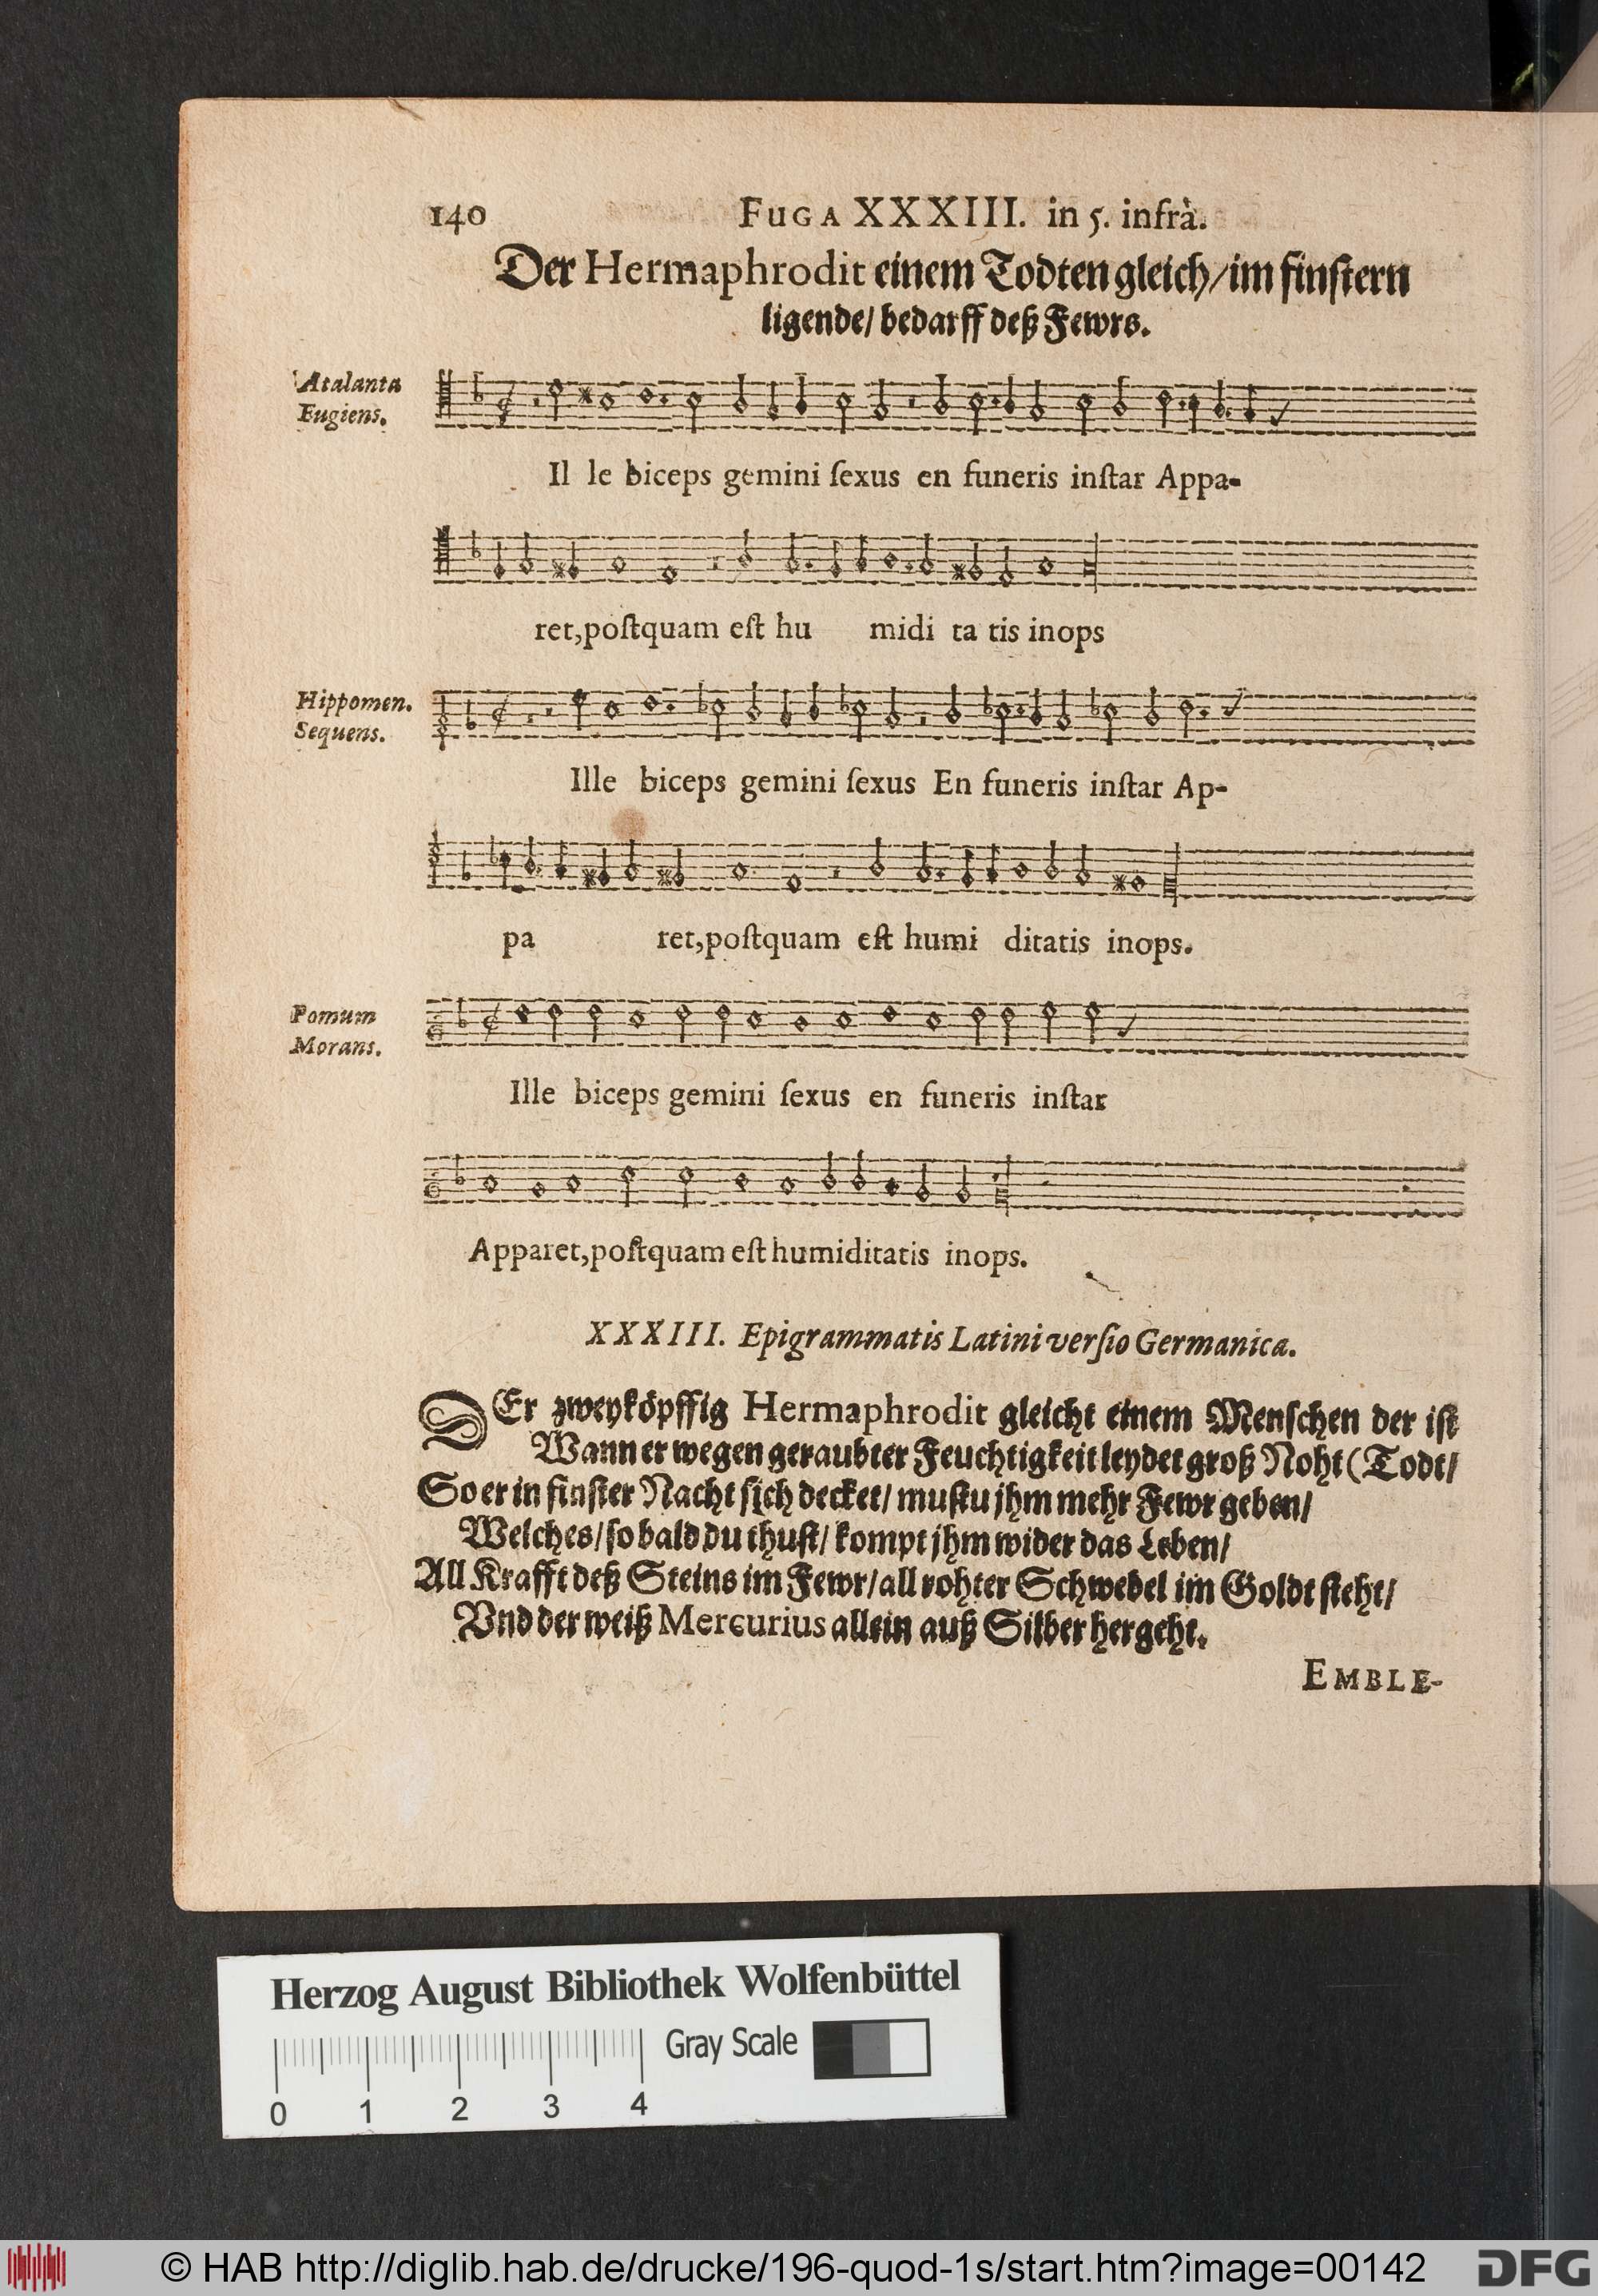 140 FUGA XXXIII. in 5. infrà.
Der Hermaphrodit einem Todten gleich/im finſtern
ligende/ bedarff deß Fewrs.
Atalanta
Fugiens.
Il le biceps gemini ſexus en funeris inſtar Appa-
ret,poſtquam eſt hu midi ta tis inops
Hippomen.
Sequens.
Ille biceps gemini ſexus En funeris inſtar Ap-
pa ret,poſtquam eſt humi ditatis inops.
Pomum
Morans.
Ille biceps gemini ſexus en funeris inſtar
Apparet,poſtquam eſt humiditatis inops.
XXXIII. Epigrammatis Latini verſio Germanica.
DEr zweyköpffig Hermaphrodit gleicht einem Menſchen der iſt
Wann er wegen geraubter Feuchtigkeit leydet groß Noht (Todt/
So er in finſter Nacht ſich decket/ muſtu jhm mehr Fewr geben/
Welches/ſo bald du thuſt/ kompt jhm wider das Leben/
All Krafft deß Steins im Fewr/all rohter Schwebel im Goldt ſteht/
Vnd der weiß Mercurius allein auß Silber hergeht.
EMBLE-
Herzog August Bibliothek Wolfenbüttel
Gray Scale
0 1 2 3 4
© HAB http://diglib.hab.de/drucke/196-quod-1s/start.htm?image=00142
DFG